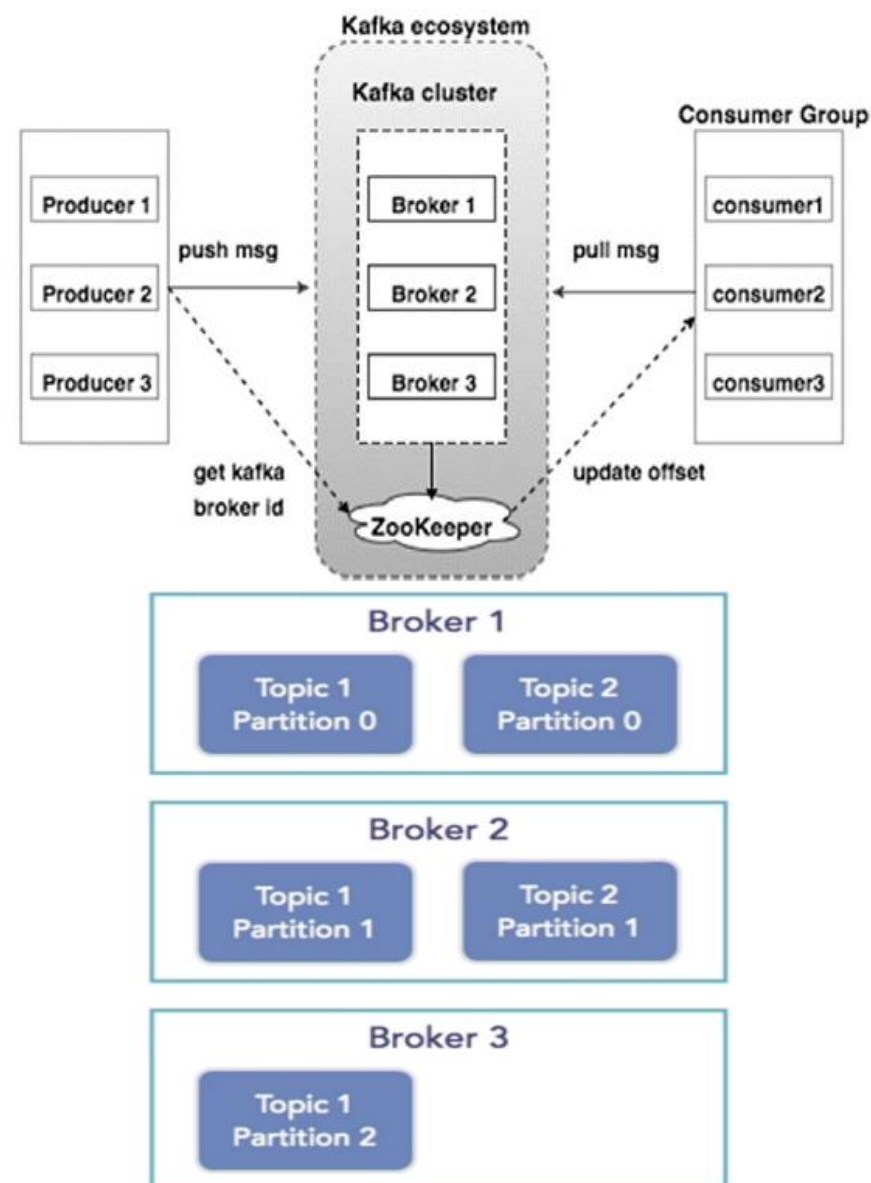 Kafka ecosystem
Kafka cluster
Consumer Group
Producer 1
Broker 1
consumer1
push msg
pull msg
Producer 2
Broker 2
consumer2
Producer 3
Broker 3
consumer3
get kafka
broker id
update offset
ZooKeeper
Broker 1
Topic 1
Partition 0
Topic 2
Partition 0
Broker 2
Topic 1
Partition 1
Topic 2
Partition 1
Broker 3
Topic 1
Partition 2